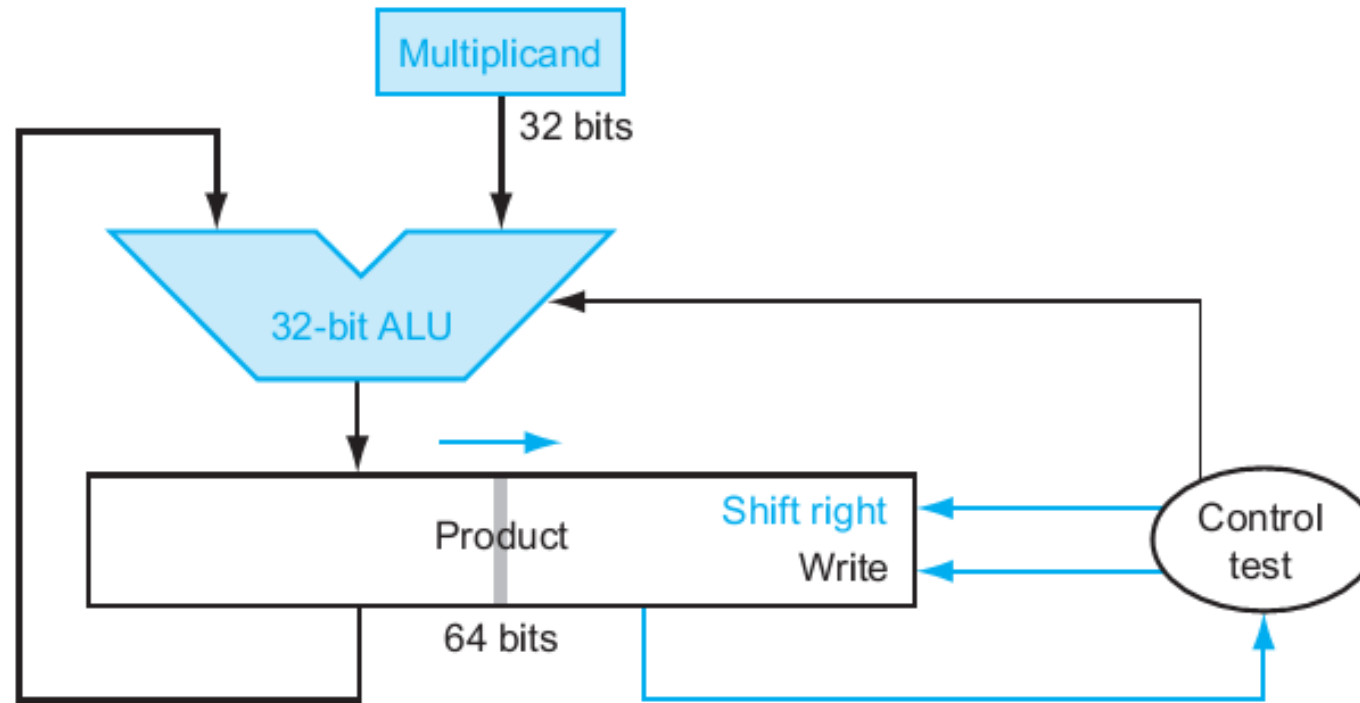 Multiplicand
32 bits
32-bit ALU
Shift right
Product
Write
Control
test
64 bits